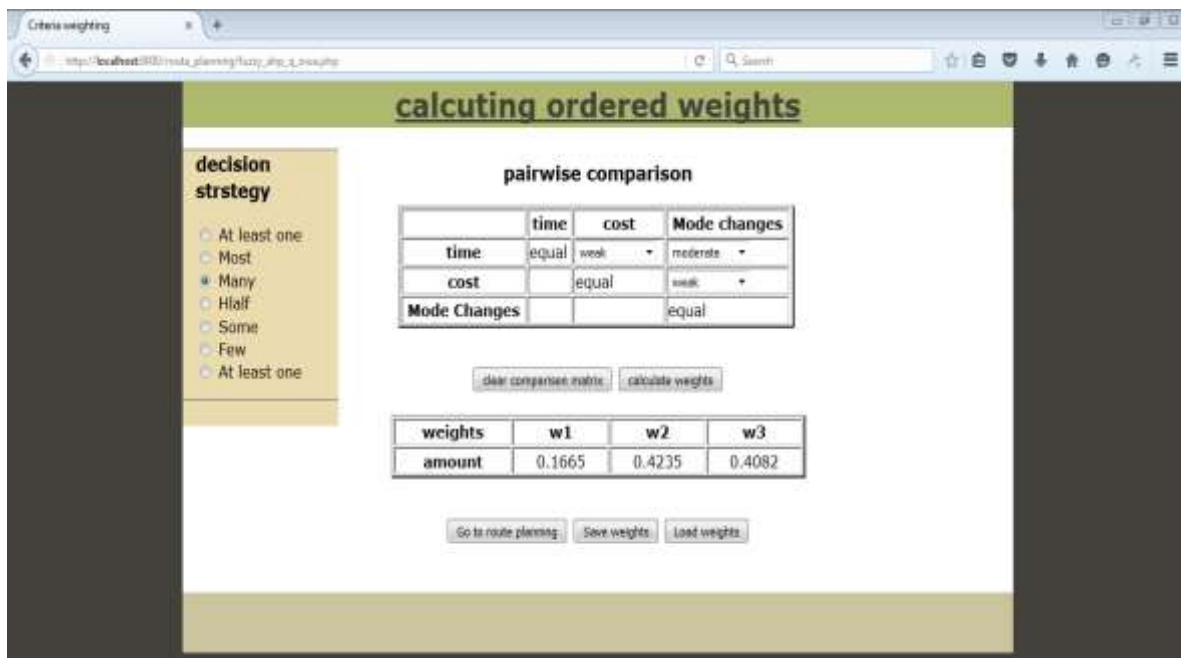 Criteria weighting
Search
calcuting ordered weights
decision
strstegy
At least one
Most
Many
Hlalf
Some
Few
At least one
pairwise comparison
time cost Mode changes
time equal weak moderate
cost equal weak
Mode Changes equal
clear comparison matrix calculate weights
weights w1 w2 w3
amount 0.1665 0.4235 0.4082
Go to route planning Save weights Load weights